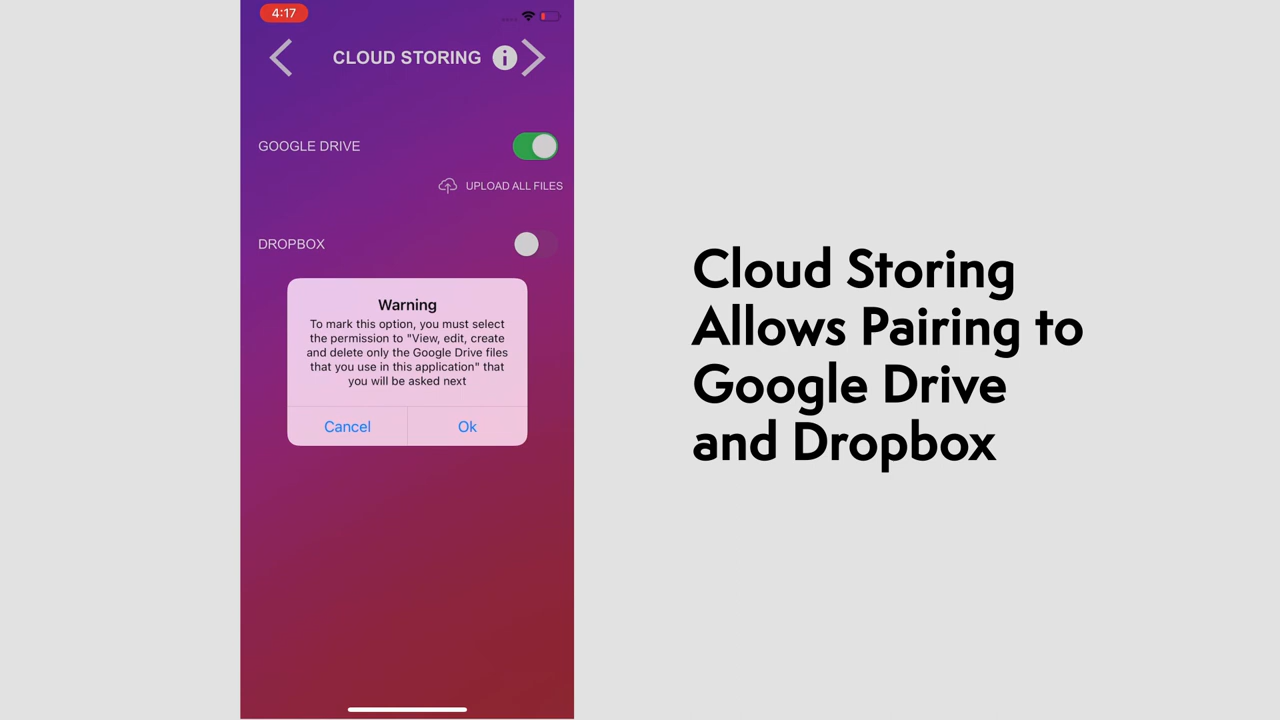 4:17
CLOUD STORING
GOOGLE DRIVE
UPLOAD ALL FILES
DROPBOX
Warning
To mark this option, you must select
the permission to "View, edit, create
and delete only the Google Drive files
that you use in this application" that
you will be asked next
Cancel Ok
Cloud Storing
Allows Pairing to
Google Drive
and Dropbox